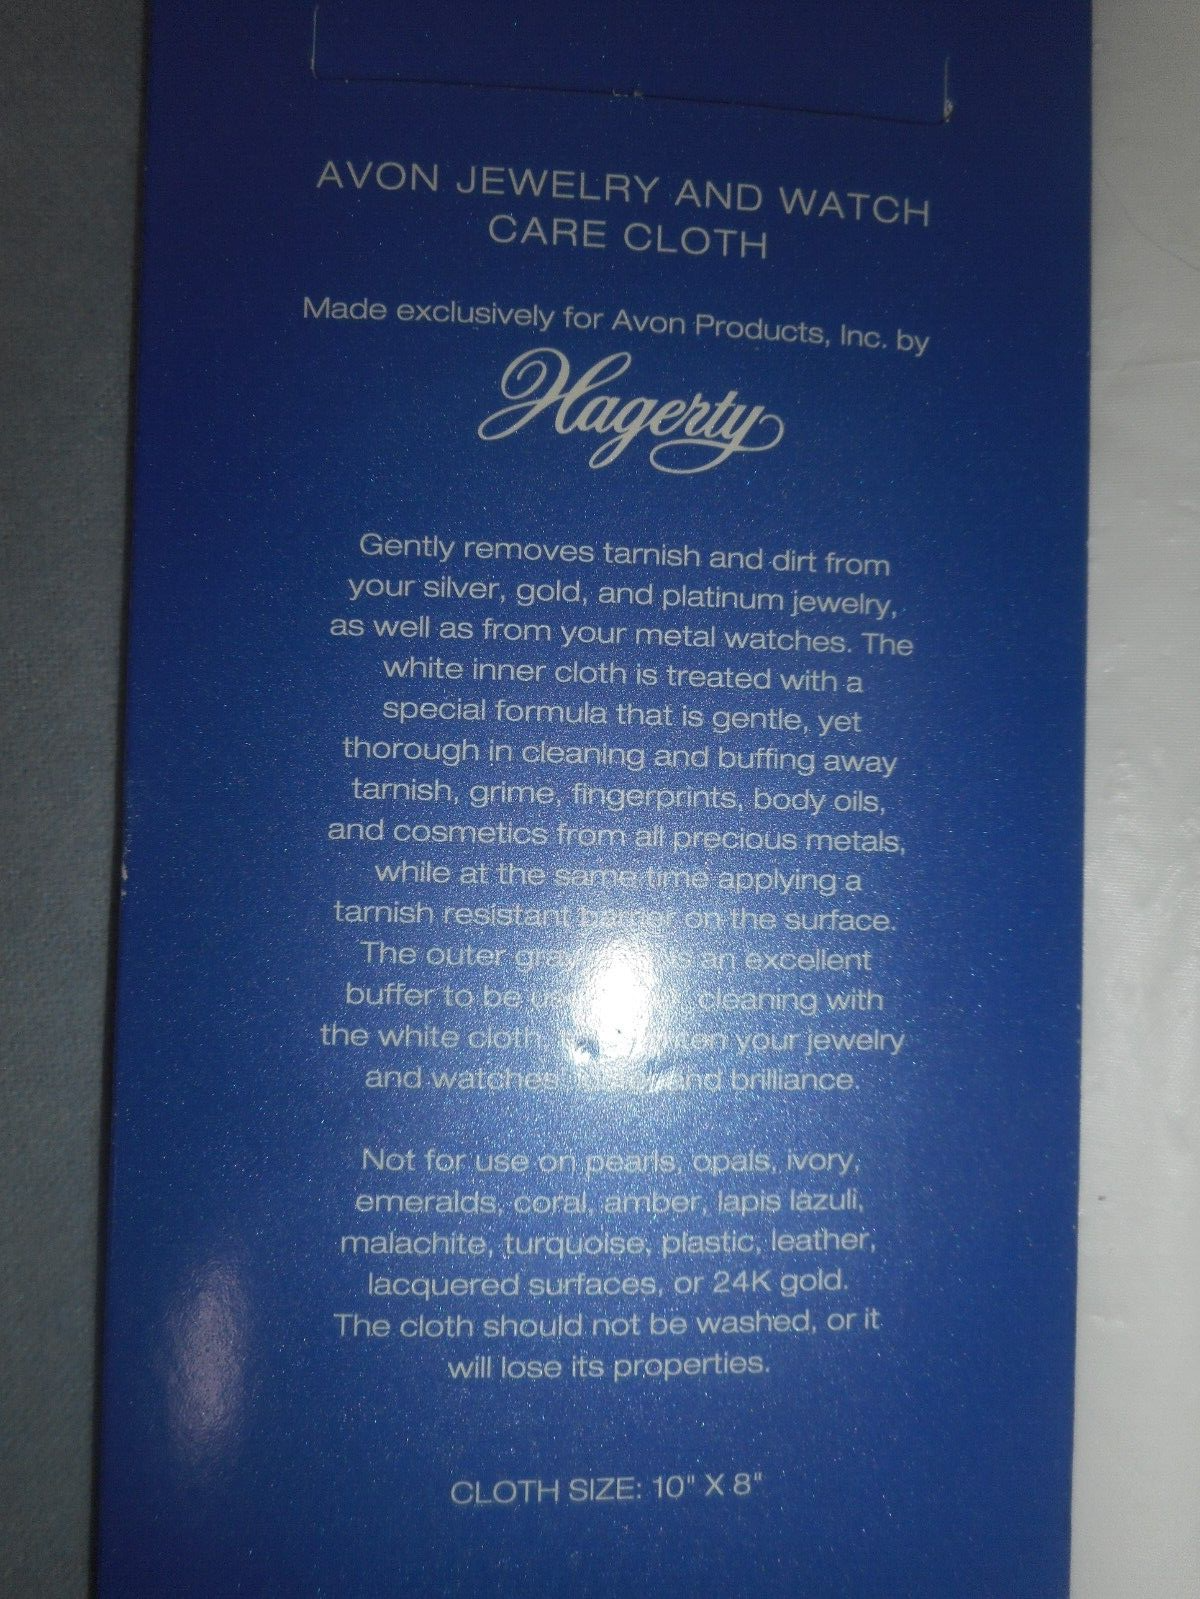 AVON JEWELRY AND WATCH
CARE CLOTH
Made exclusively for Avon Products, Inc. by
Hagerty
Gently removes tarnish and dirt from
your silver, gold, and platinum jewelry,
as well as from your metal watches. The
white inner cloth is treated with a
special formula that is gentle, yet
thorough in cleaning and buffing away
tarnish, grime, fingerprints, body oils,
and cosmetics from all precious metals,
while at the same time applying a
tarnish resistant barrier on the surface.
The outer an excellent
buffer to be cleaning with
the white cloth your jewelry
and watches and brilliance.
Not for use on pearls, opals, ivory,
emeralds, coral, amber, lapis lazuli,
malachite, turquoise, plastic, leather,
lacquered surfaces, or 24K gold.
The cloth should not be washed, or it
will lose its properties.
CLOTH SIZE: 10" X 8"